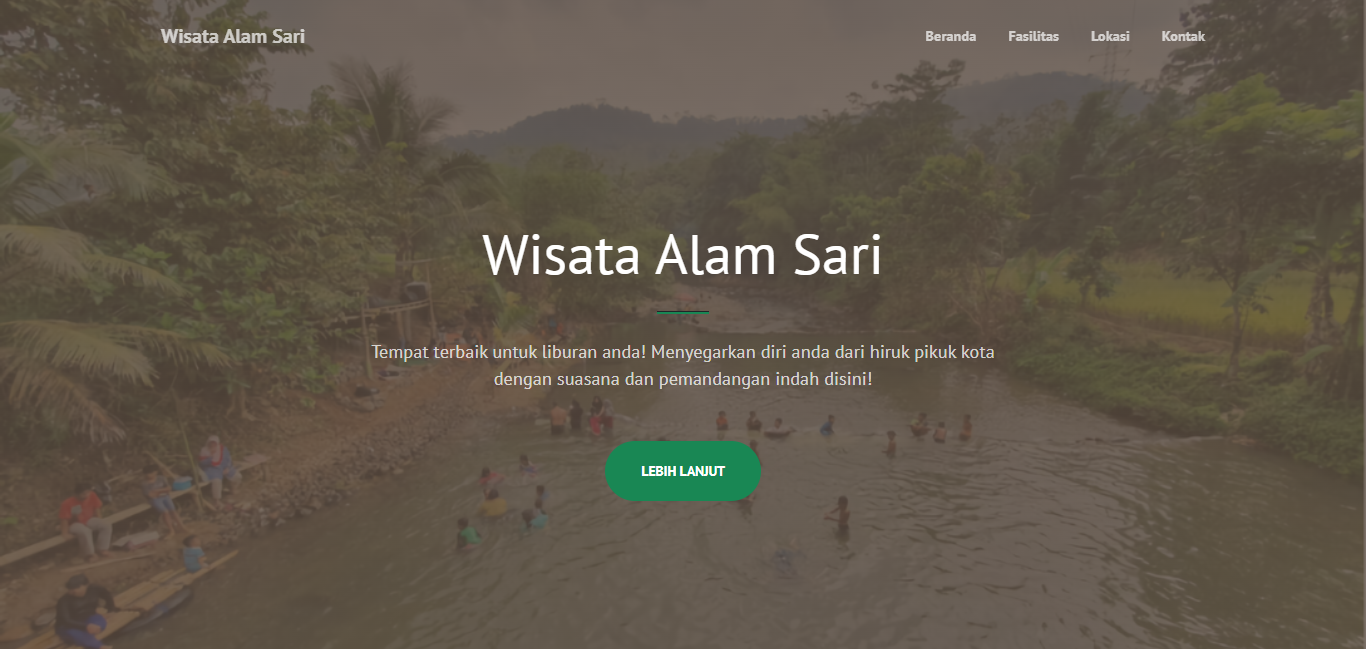 Wisata Alam Sari
Beranda Fasilitas Lokasi Kontak
Wisata Alam Sari
Tempat terbaik untuk liburan anda! Menyegarkan diri anda dari hiruk pikuk kota
dengan suasana dan pemandangan indah disini!
LEBIH LANJUT